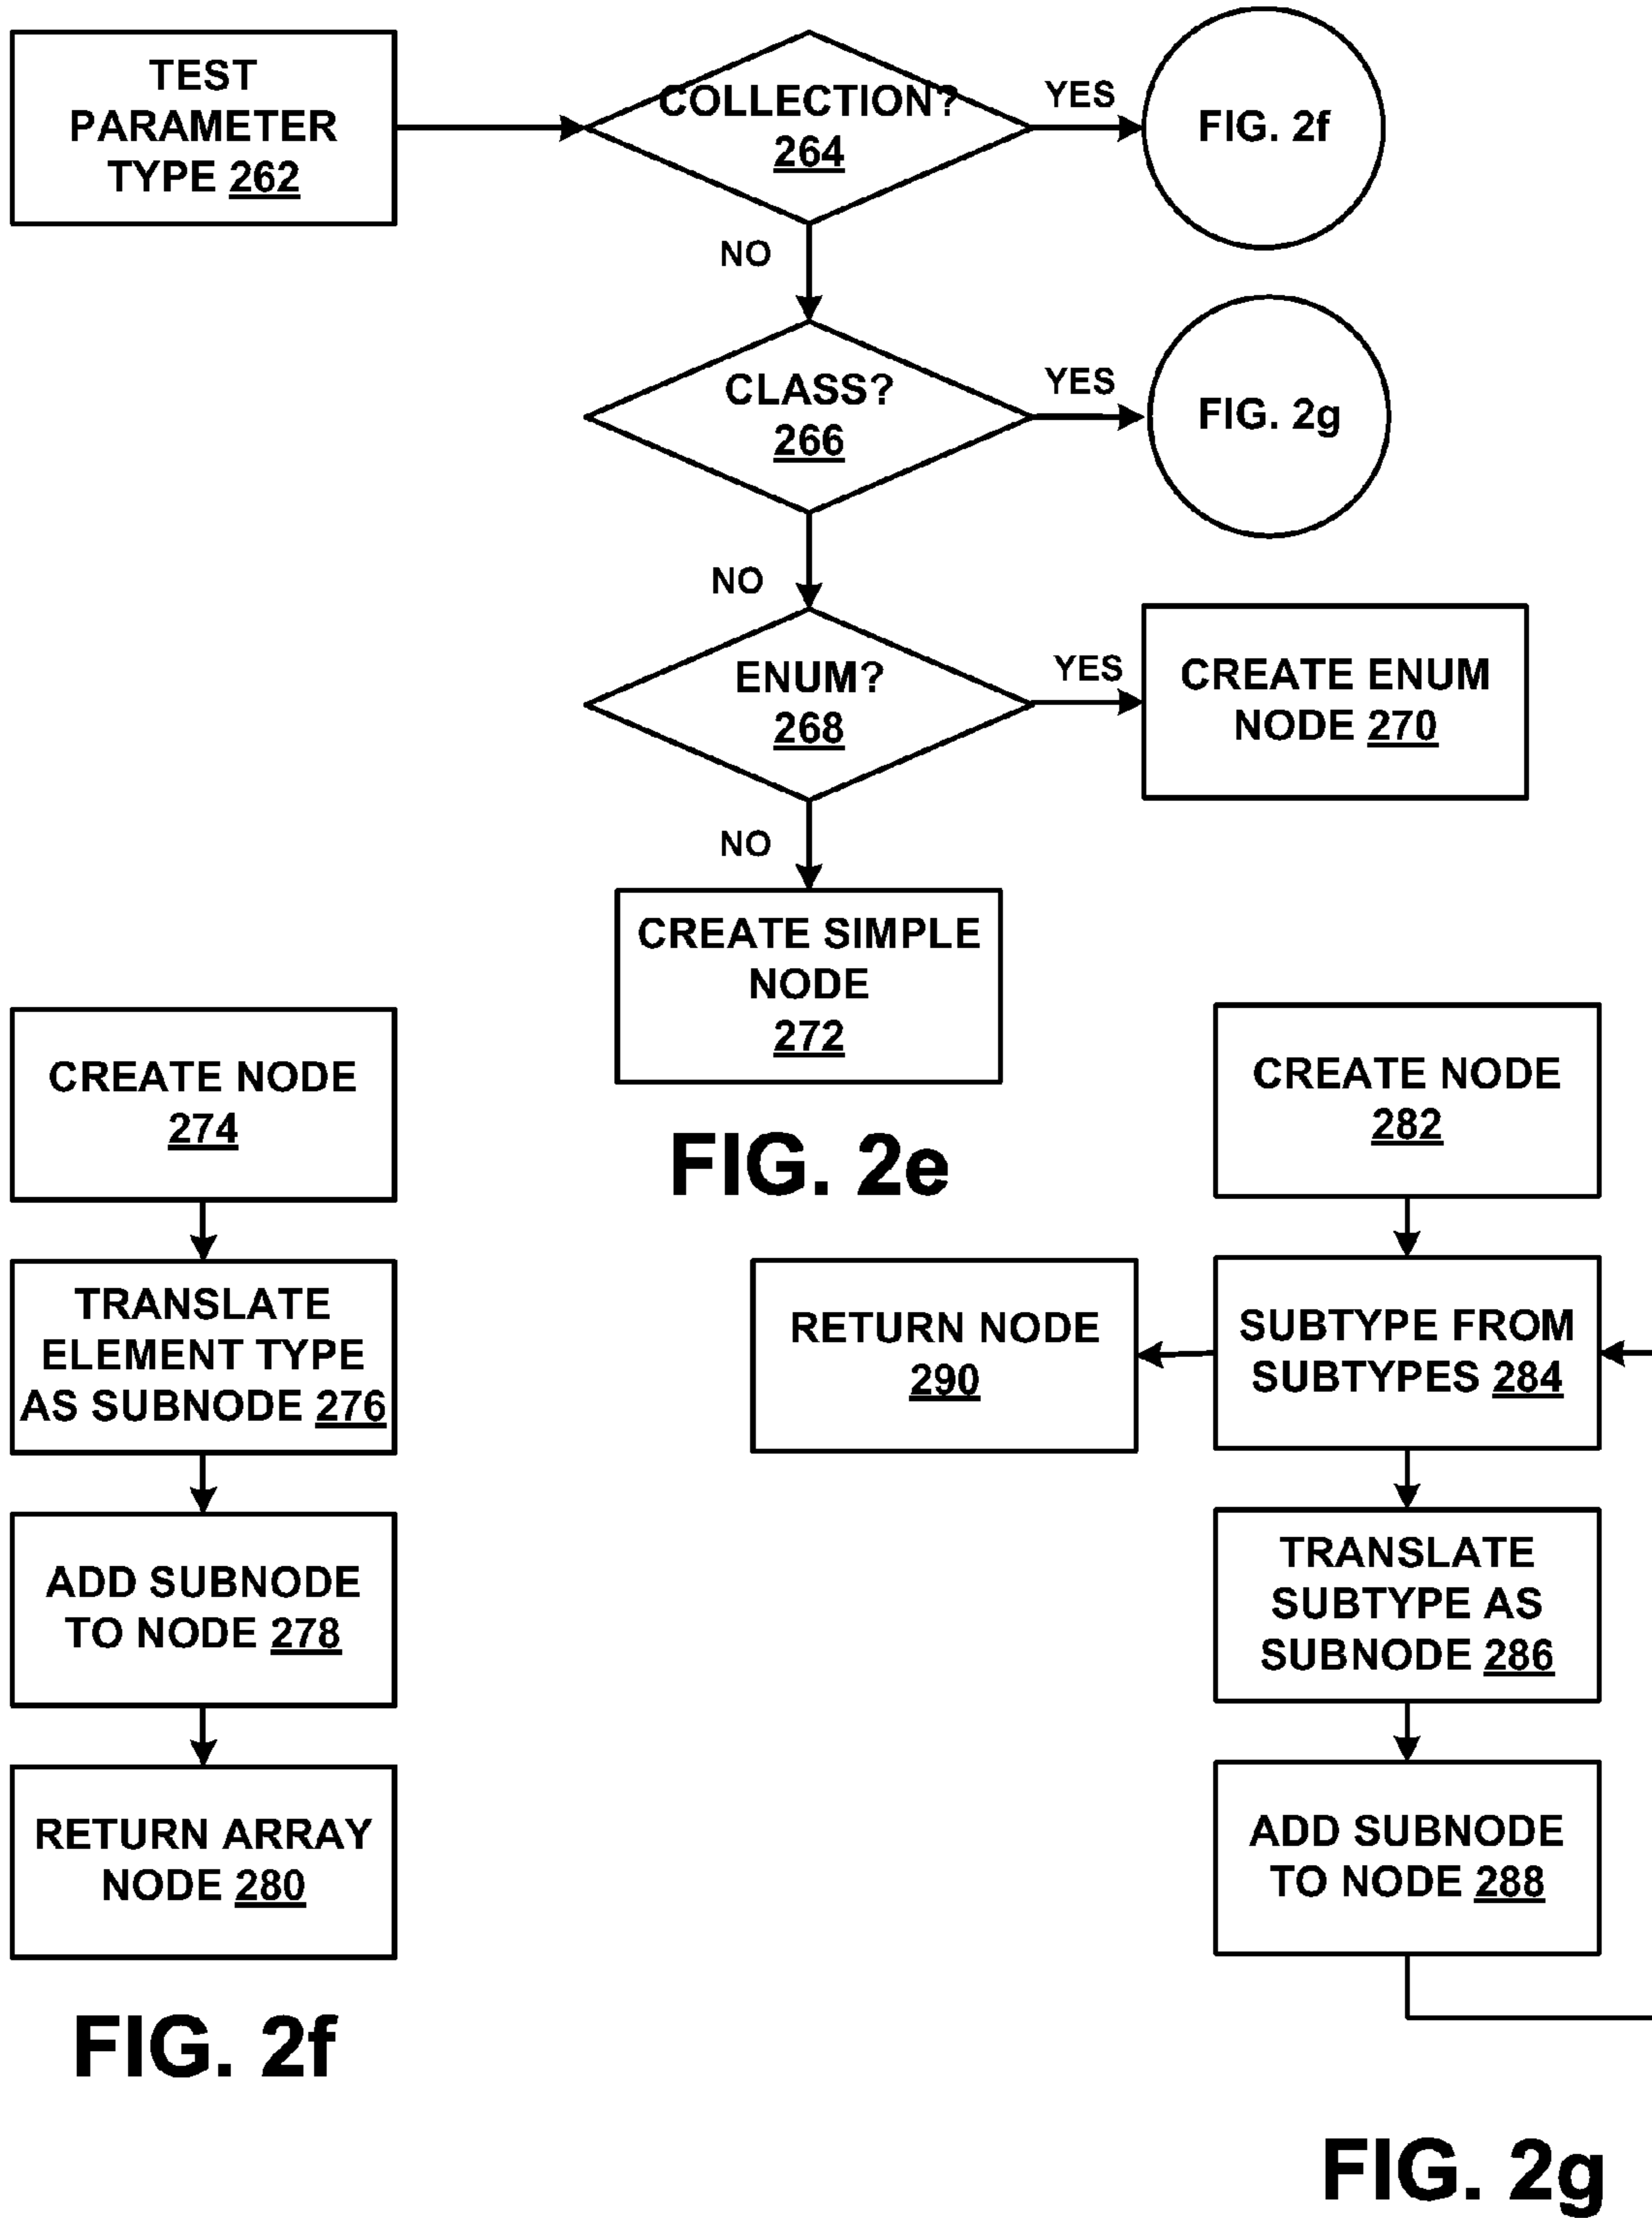 TEST
PARAMETER
TYPE 262
COLLECTION?
264
YES
FIG. 2f
NO
CLASS?
266
YES
FIG. 2g
NO
ENUM?
268
YES
CREATE ENUM
NODE 270
NO
CREATE SIMPLE
NODE
272
FIG. 2e
CREATE NODE
274
TRANSLATE
ELEMENT TYPE
AS SUBNODE 276
ADD SUBNODE
TO NODE 278
RETURN ARRAY
NODE 280
FIG. 2f
CREATE NODE
282
SUBTYPE FROM
SUBTYPES 284
RETURN NODE
290
TRANSLATE
SUBTYPE AS
SUBNODE 286
ADD SUBNODE
TO NODE 288
FIG. 2g